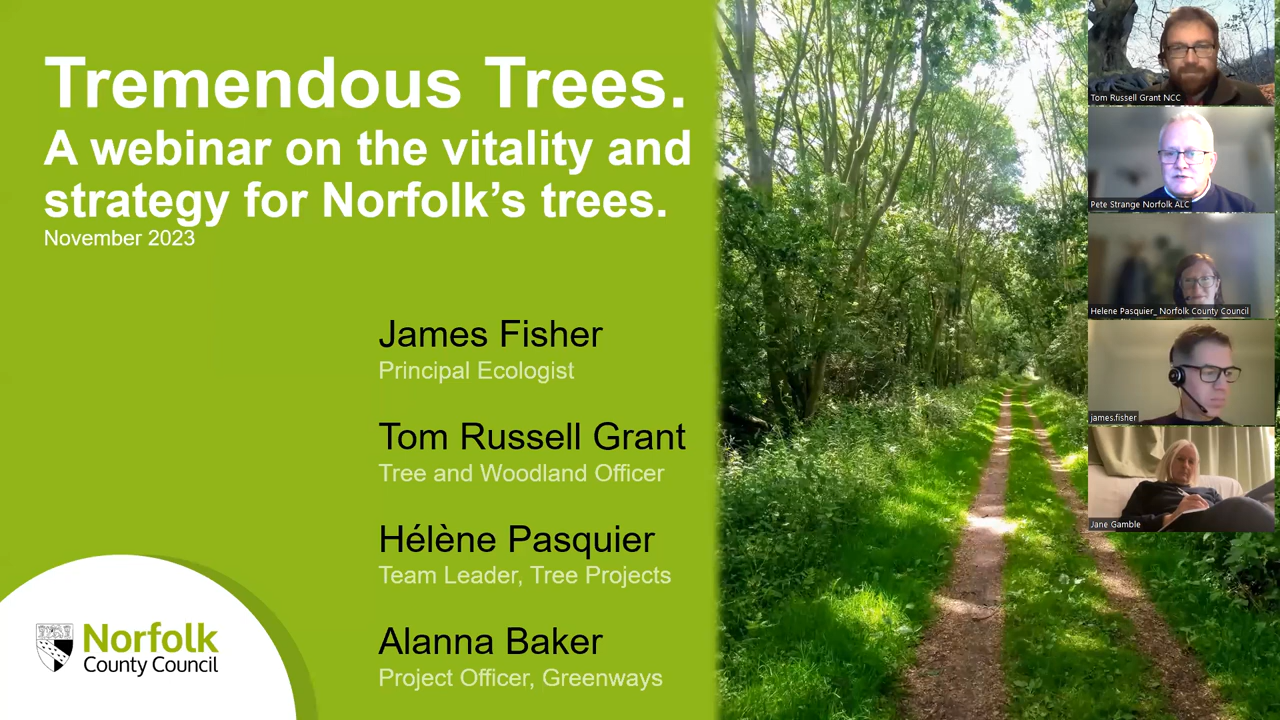 Tremendous Trees.
A webinar on the vitality and
strategy for Norfolk's trees.
November 2023
James Fisher
Principal Ecologist
Tom Russell Grant
Tree and Woodland Officer
Hélène Pasquier
Team Leader, Tree Projects
Alanna Baker
Project Officer, Greenways
Norfolk
County Council
Tom Russell Grant NCC
Pete Strange Norfolk ALC
Helene Pasquier_ Norfolk County Council
james.fisher
Jane Gamble